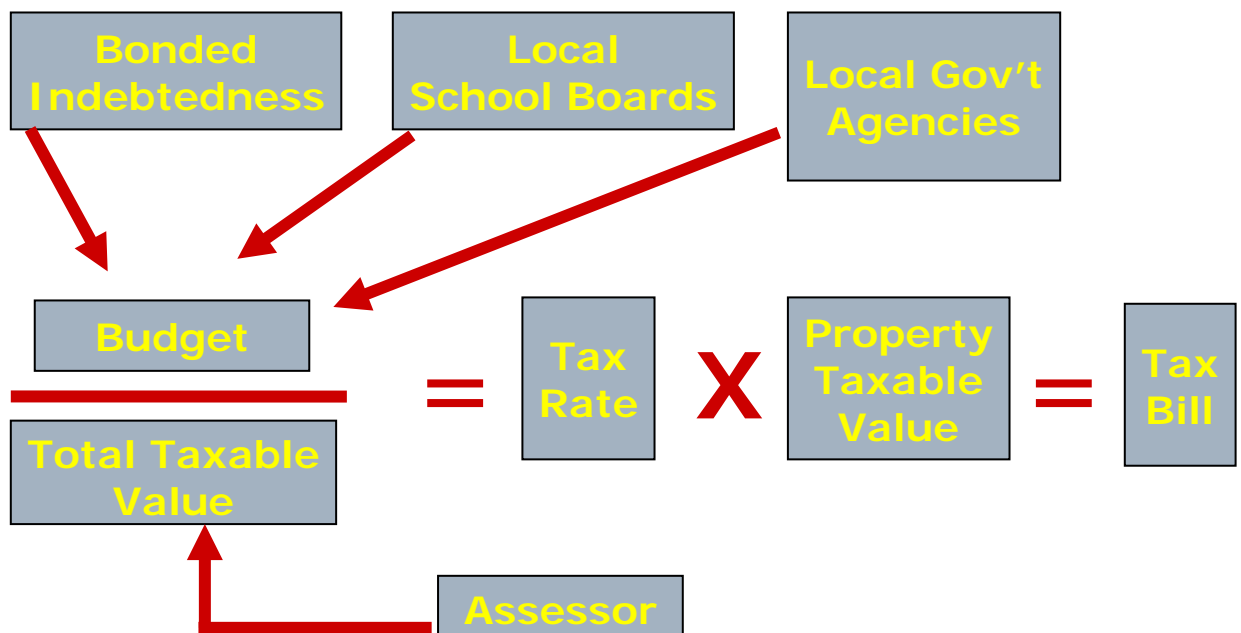 Bonded
Indebtedness
Local
School Boards
Local Gov't
Agencies
Budget
Total Taxable
Value
=
Tax
Rate
X
Property
Taxable
Value
=
Tax
Bill
Assessor